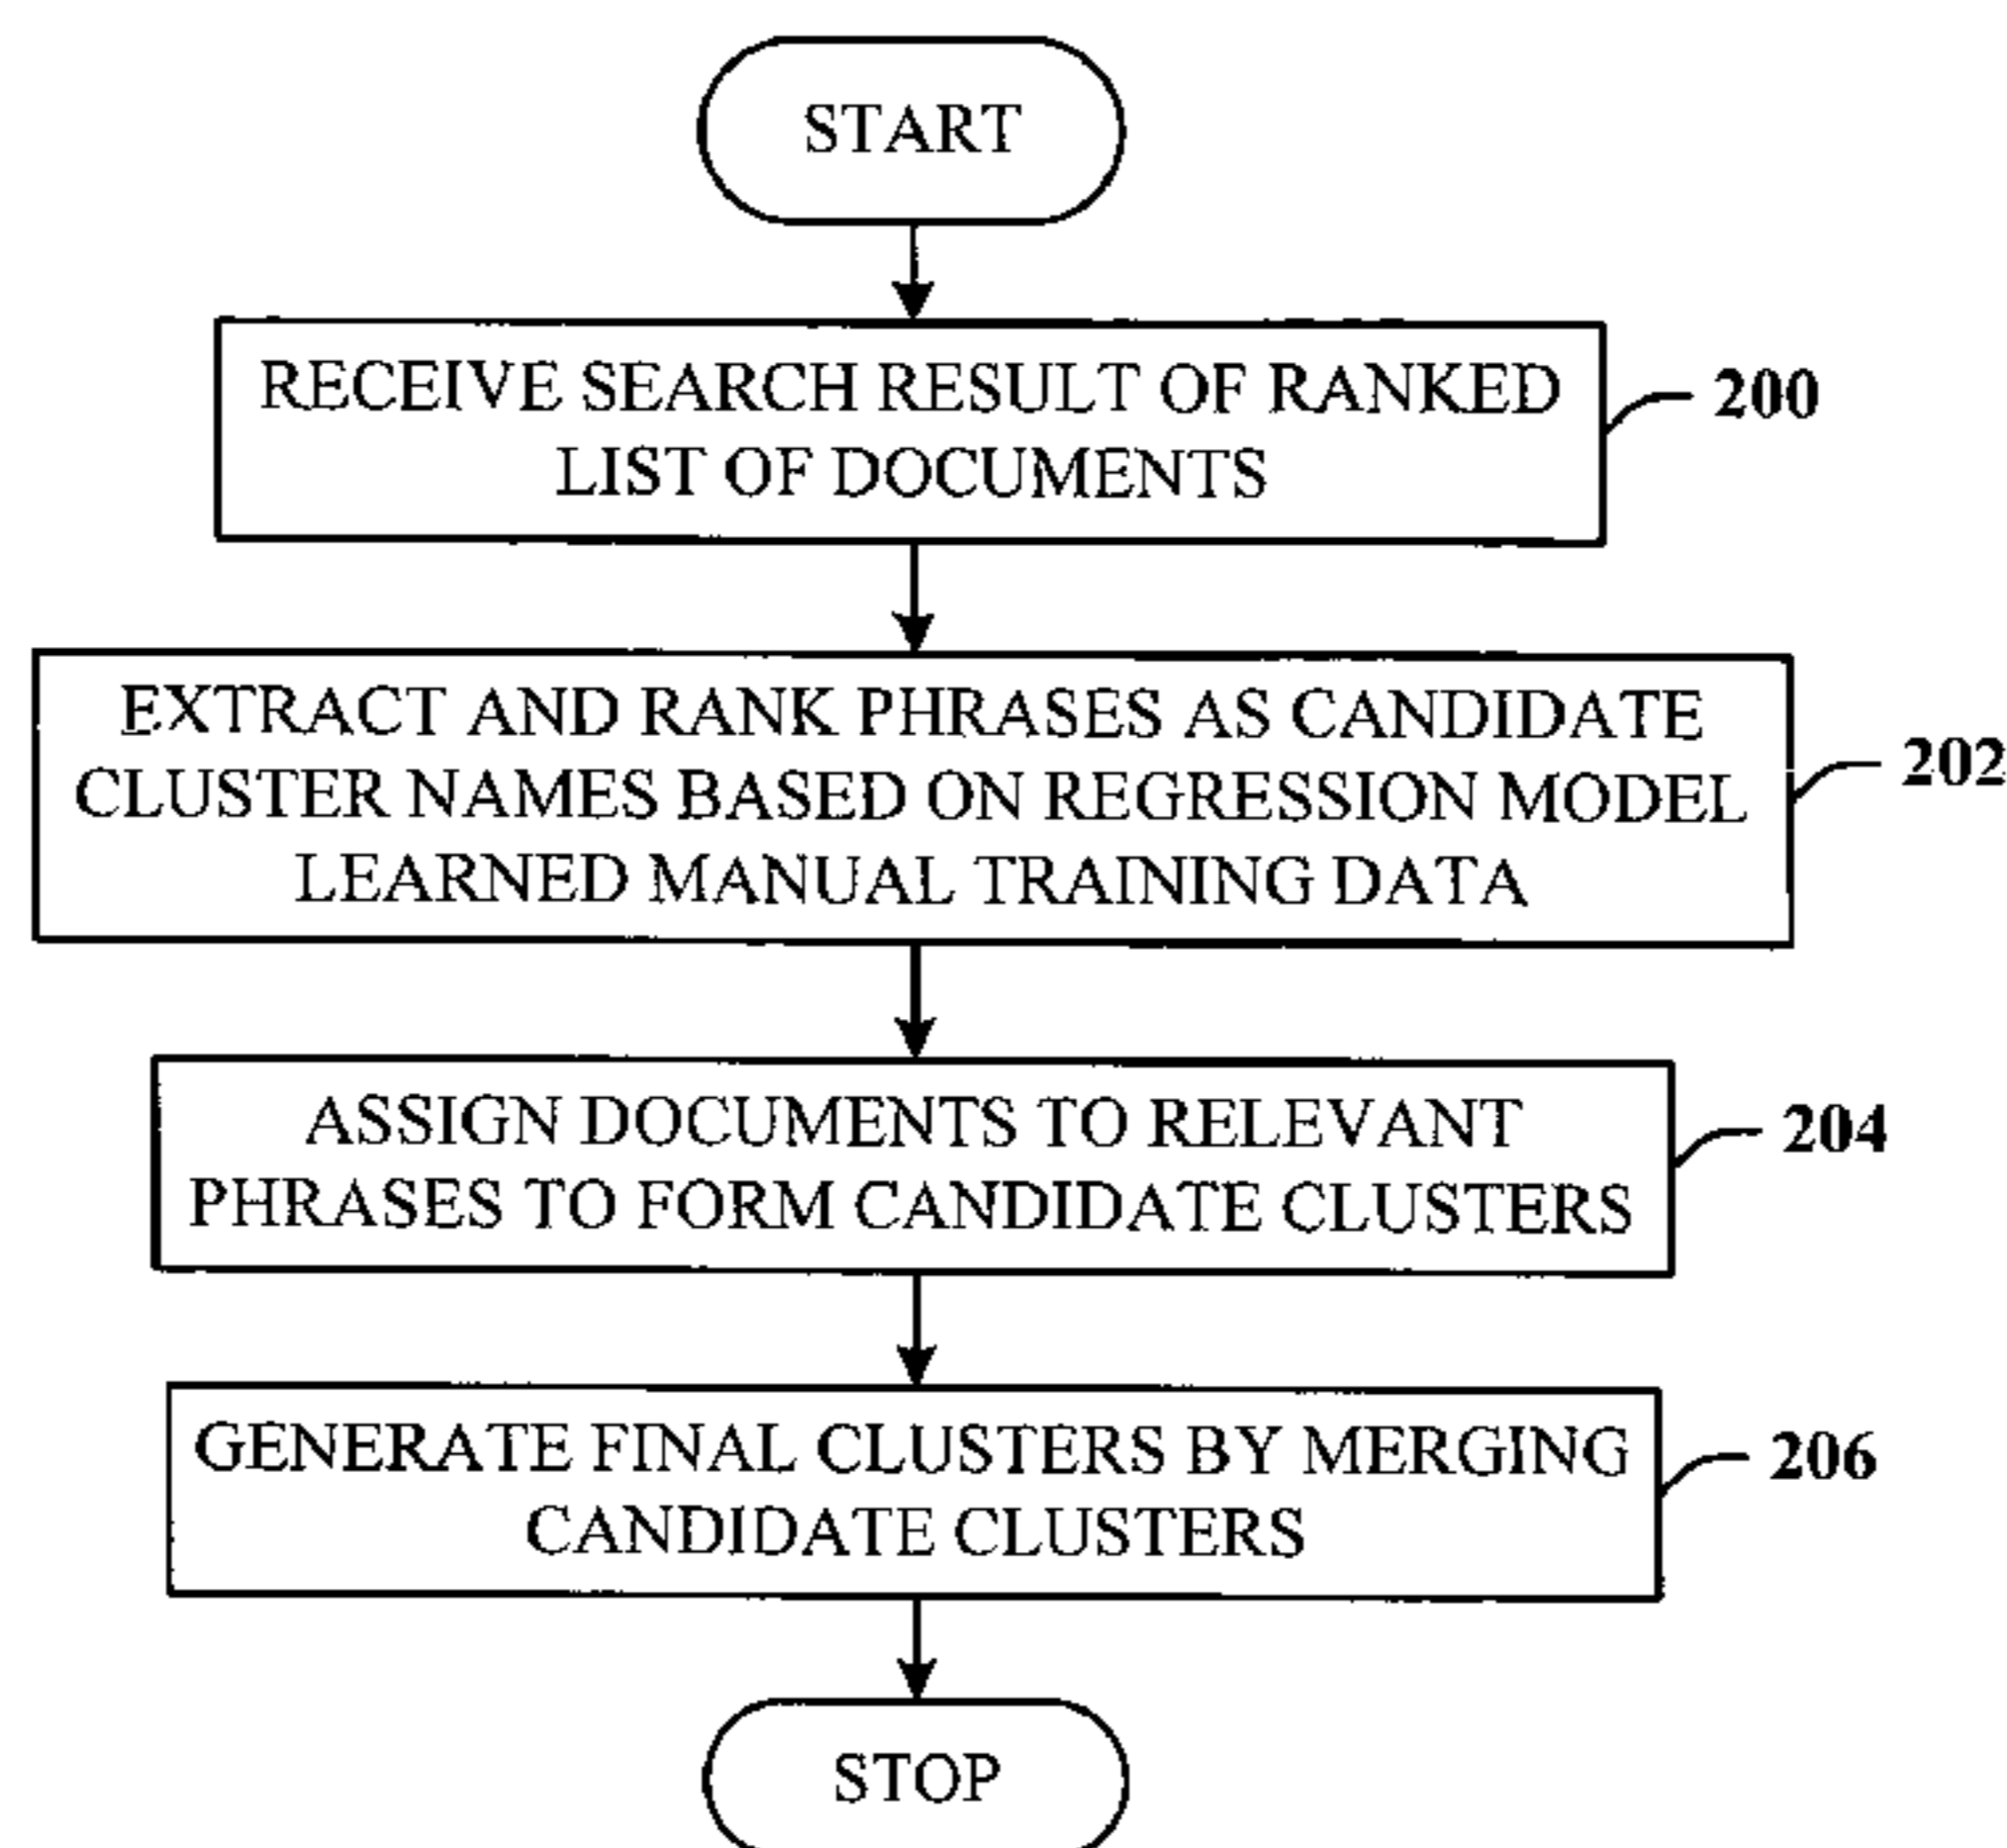 START
RECEIVE SEARCH RESULT OF RANKED
LIST OF DOCUMENTS
200
EXTRACT AND RANK PHRASES AS CANDIDATE
CLUSTER NAMES BASED ON REGRESSION MODEL
LEARNED MANUAL TRAINING DATA
202
ASSIGN DOCUMENTS TO RELEVANT
PHRASES TO FORM CANDIDATE CLUSTERS
204
GENERATE FINAL CLUSTERS BY MERGING
CANDIDATE CLUSTERS
206
STOP